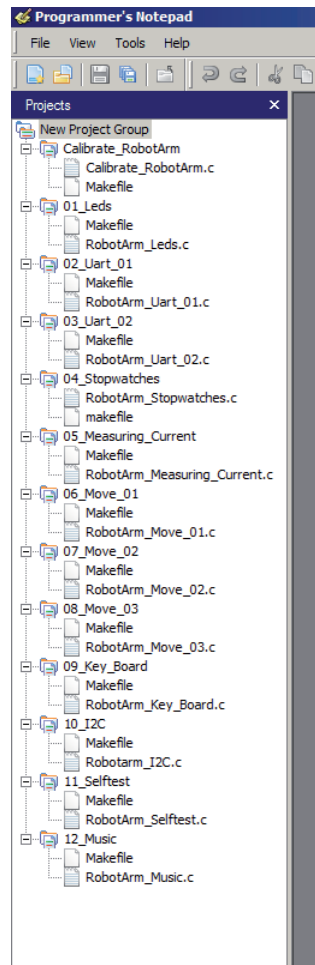 Programmer's Notepad
File View Tools Help
Projects
New Project Group
Calibrate_RobotArm
Calibrate_RobotArm.c
Makefile
01_Leds
Makefile
RobotArm_Leds.c
02_Uart_01
Makefile
RobotArm_Uart_01.c
03_Uart_02
Makefile
RobotArm_Uart_02.c
04_Stopwatches
RobotArm_Stopwatches.c
makefile
05_Measuring_Current
Makefile
RobotArm_Measuring_Current.c
06_Move_01
Makefile
RobotArm_Move_01.c
07_Move_02
Makefile
RobotArm_Move_02.c
08_Move_03
Makefile
RobotArm_Move_03.c
09_Key_Board
Makefile
RobotArm_Key_Board.c
10_I2C
Makefile
Robotarm_I2C.c
11_Selftest
Makefile
RobotArm_Selftest.c
12_Music
Makefile
RobotArm_Music.c